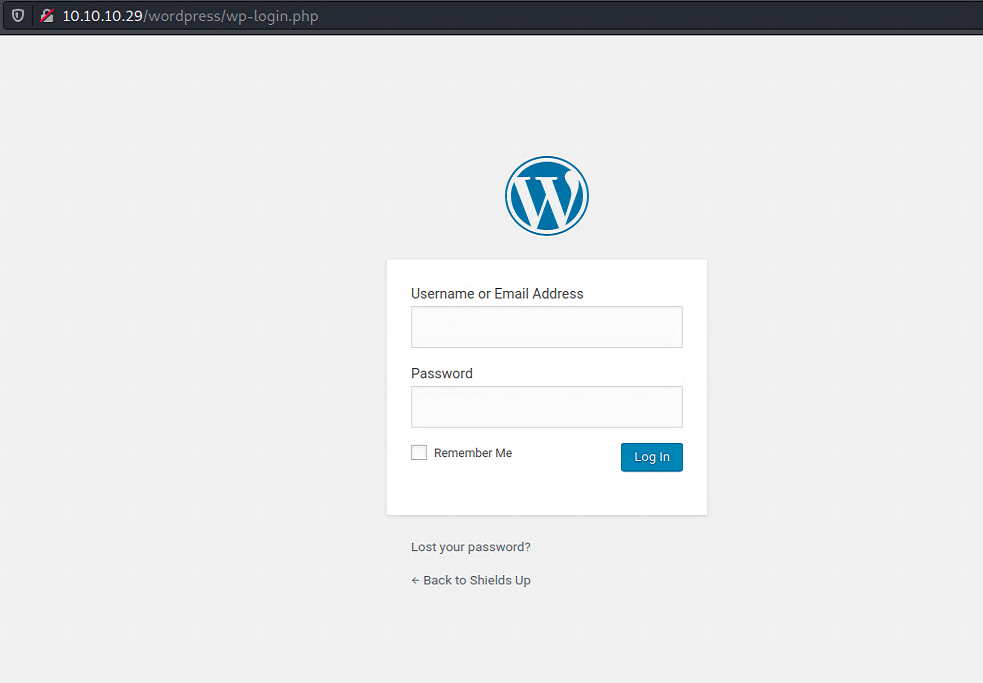 10.10.10.29/wordpress/wp-login.php
Username or Email Address
Password
Remember Me
Log In
Lost your password?
← Back to Shields Up